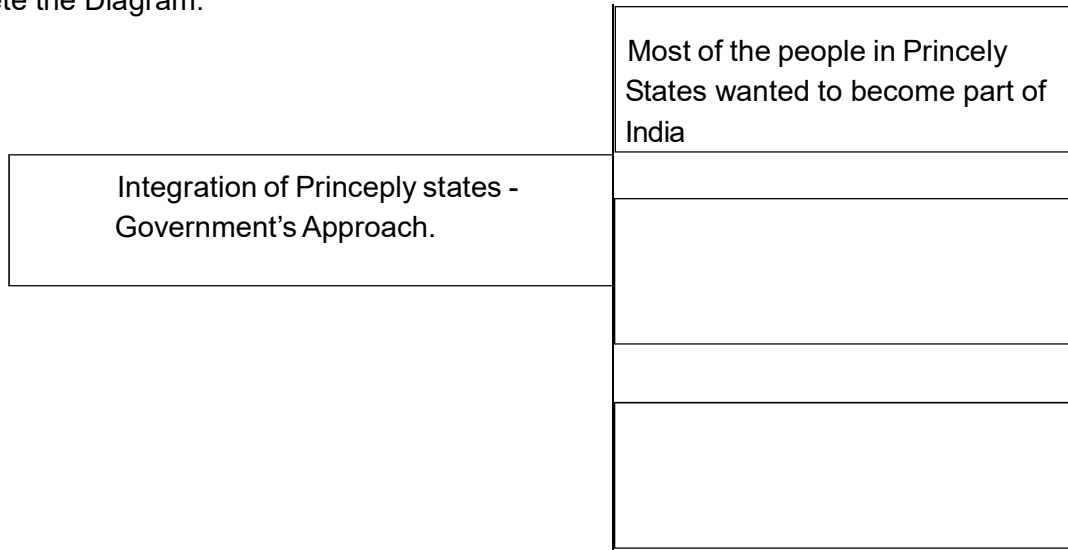 the Diagram.
Most of the people in Princely
States wanted to become part of
India
Integration of Princeply states -
Government's Approach.